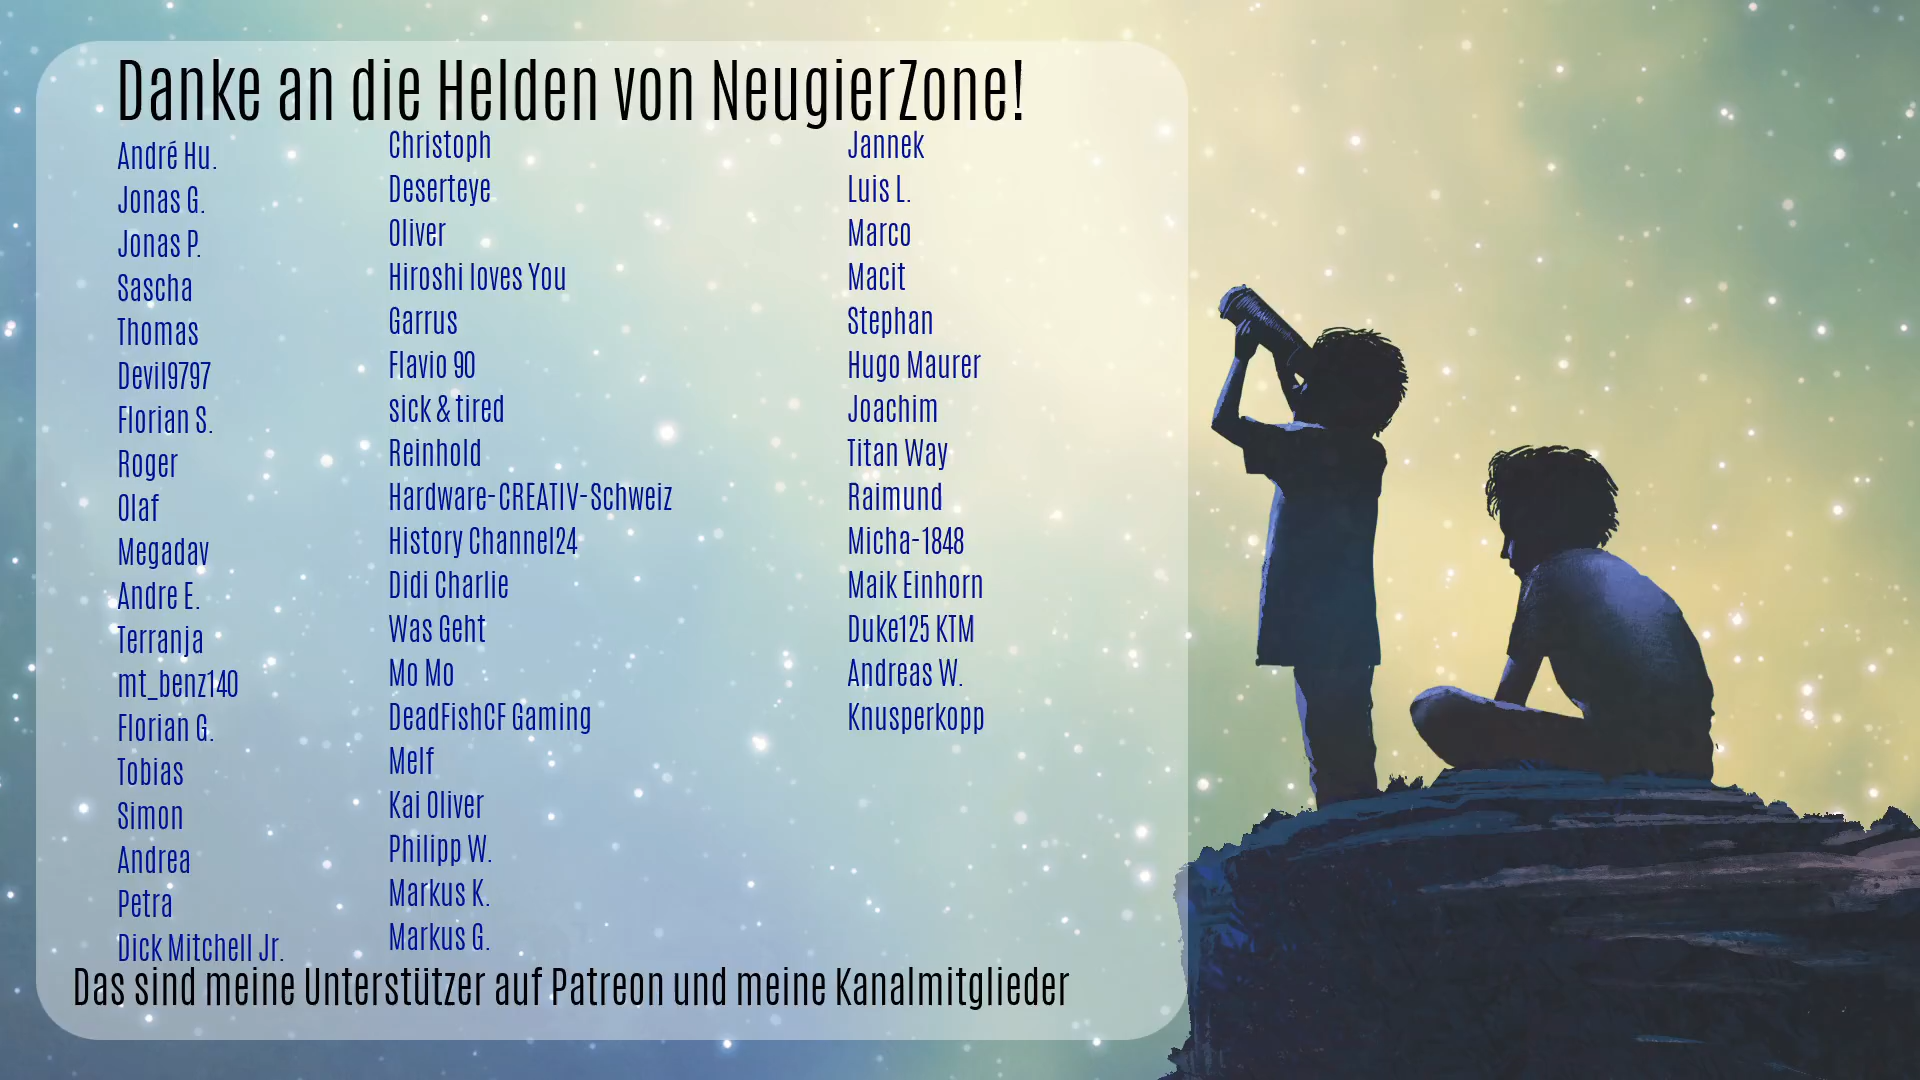 Danke an die Helden von NeugierZone!
André Hu.
Jonas G.
Jonas P.
Sascha
Thomas
Devil9797
Florian S.
Roger
Olaf
Megadav
Andre E.
Terranja
mt_benz140
Florian G.
Tobias
Simon
Andrea
Petra
Dick Mitchell Jr.
Christoph
Deserteye
Oliver
Hiroshi loves You
Garrus
Flavio 90
sick & tired
Reinhold
Hardware-CREATIV-Schweiz
History Channel24
Didi Charlie
Was Geht
Mo Mo
DeadFishCF Gaming
Melf
Kai Oliver
Philipp W.
Markus K.
Markus G.
Jannek
Luis L.
Marco
Macit
Stephan
Hugo Maurer
Joachim
Titan Way
Raimund
Micha-1848
Maik Einhorn
Duke125 KTM
Andreas W.
Knusperkopp
Das sind meine Unterstützer auf Patreon und meine Kanalmitglieder